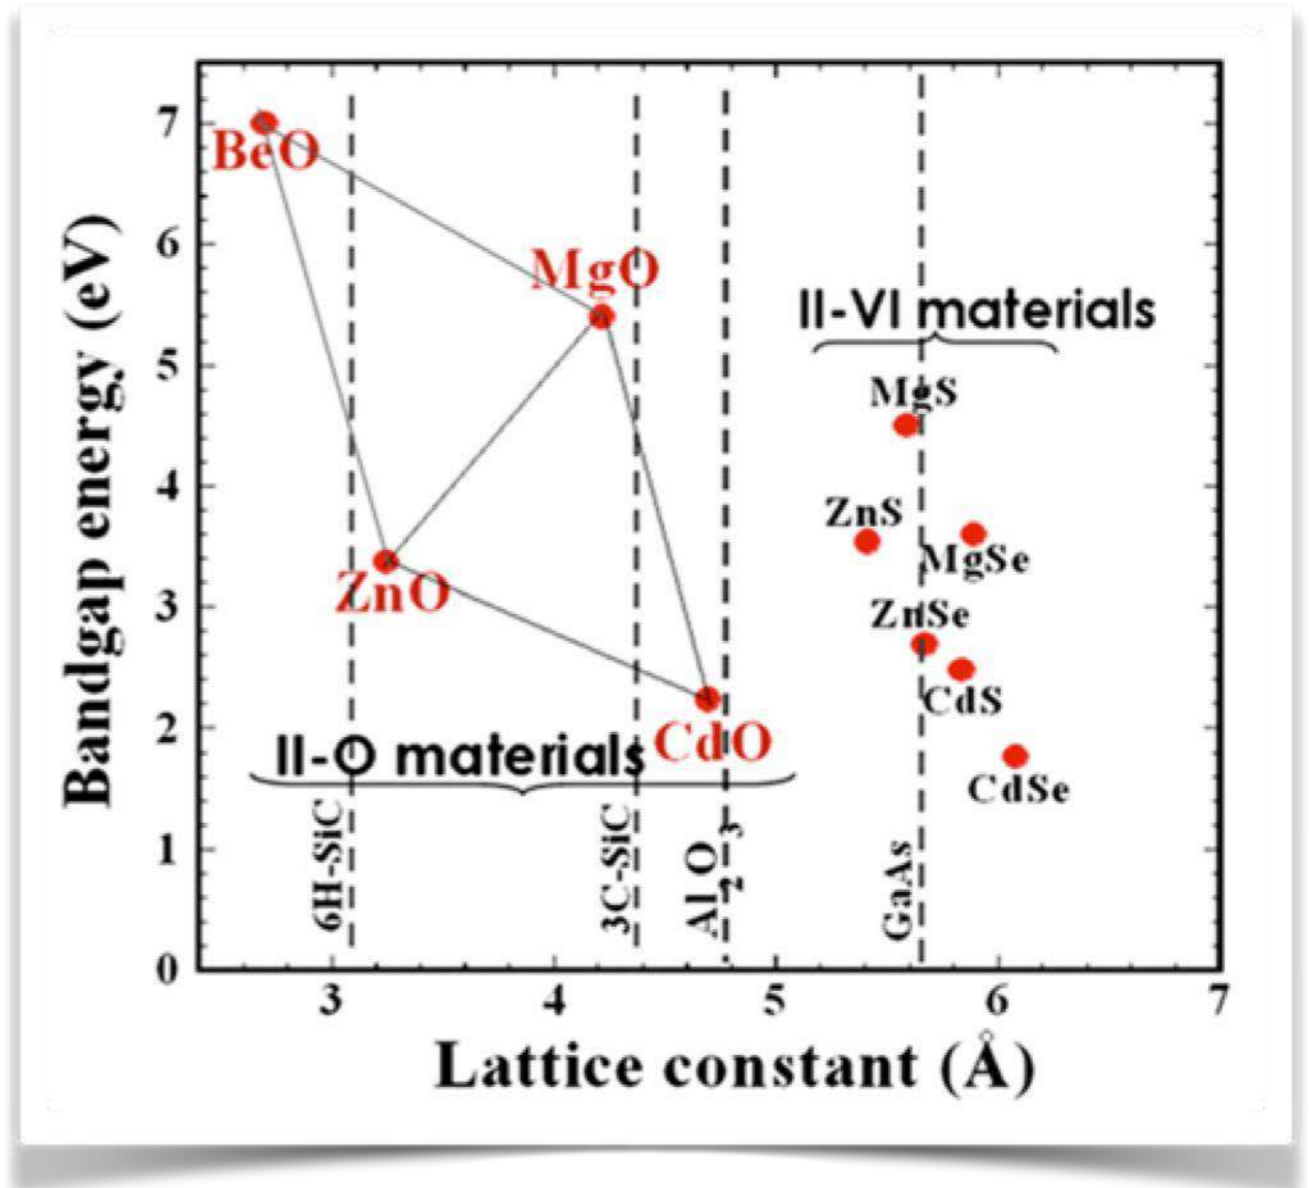 Bandgap energy (eV)
7
6
5
4
3
2
1
0
BeO
MgO
ZnO
CdO
II-O materials
II-VI materials
MgS
ZnS
MgSe
ZnSe
CdS
CdSe
6H-SiC
3C-SiC
Al2O3
GaAs
3
4
5
6
7
Lattice constant (Å)